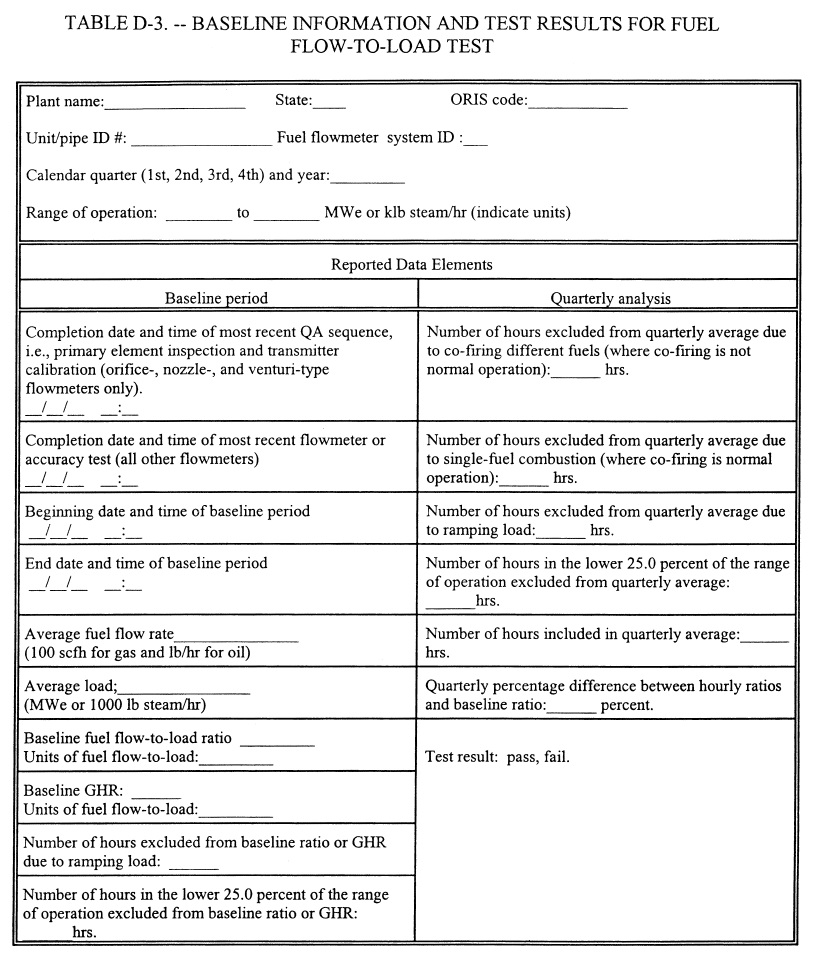 TABLE D-3. -- BASELINE INFORMATION AND TEST RESULTS FOR FUEL
FLOW-TO-LOAD TEST
Plant name:_________________ State:____ ORIS code:____________
Unit/pipe ID #: _________________ Fuel flowmeter system ID :___
Calendar quarter (1st, 2nd, 3rd, 4th) and year:_________
Range of operation: ________ to ________ MWe or klb steam/hr (indicate units)
Reported Data Elements
Baseline period
Quarterly analysis
Completion date and time of most recent QA sequence,
i.e., primary element inspection and transmitter
calibration (orifice-, nozzle-, and venturi-type
flowmeters only).
__/__/__ __:__
Number of hours excluded from quarterly average due
to co-firing different fuels (where co-firing is not
normal operation):______ hrs.
Completion date and time of most recent flowmeter or
accuracy test (all other flowmeters)
__/__/__ __:__
Number of hours excluded from quarterly average due
to single-fuel combustion (where co-firing is normal
operation):______ hrs.
Beginning date and time of baseline period
__/__/__ __:__
Number of hours excluded from quarterly average due
to ramping load:______ hrs.
End date and time of baseline period
__/__/__ __:__
Number of hours in the lower 25.0 percent of the range
of operation excluded from quarterly average:
______hrs.
Average fuel flow rate_______________
(100 scfh for gas and lb/hr for oil)
Number of hours included in quarterly average:______
hrs.
Average load;________________
(MWe or 1000 lb steam/hr)
Quarterly percentage difference between hourly ratios
and baseline ratio:______ percent.
Baseline fuel flow-to-load ratio _________
Units of fuel flow-to-load:_________
Test result: pass, fail.
Baseline GHR: ______
Units of fuel flow-to-load:_________
Number of hours excluded from baseline ratio or GHR
due to ramping load: ______
Number of hours in the lower 25.0 percent of the range
of operation excluded from baseline ratio or GHR:
______hrs.